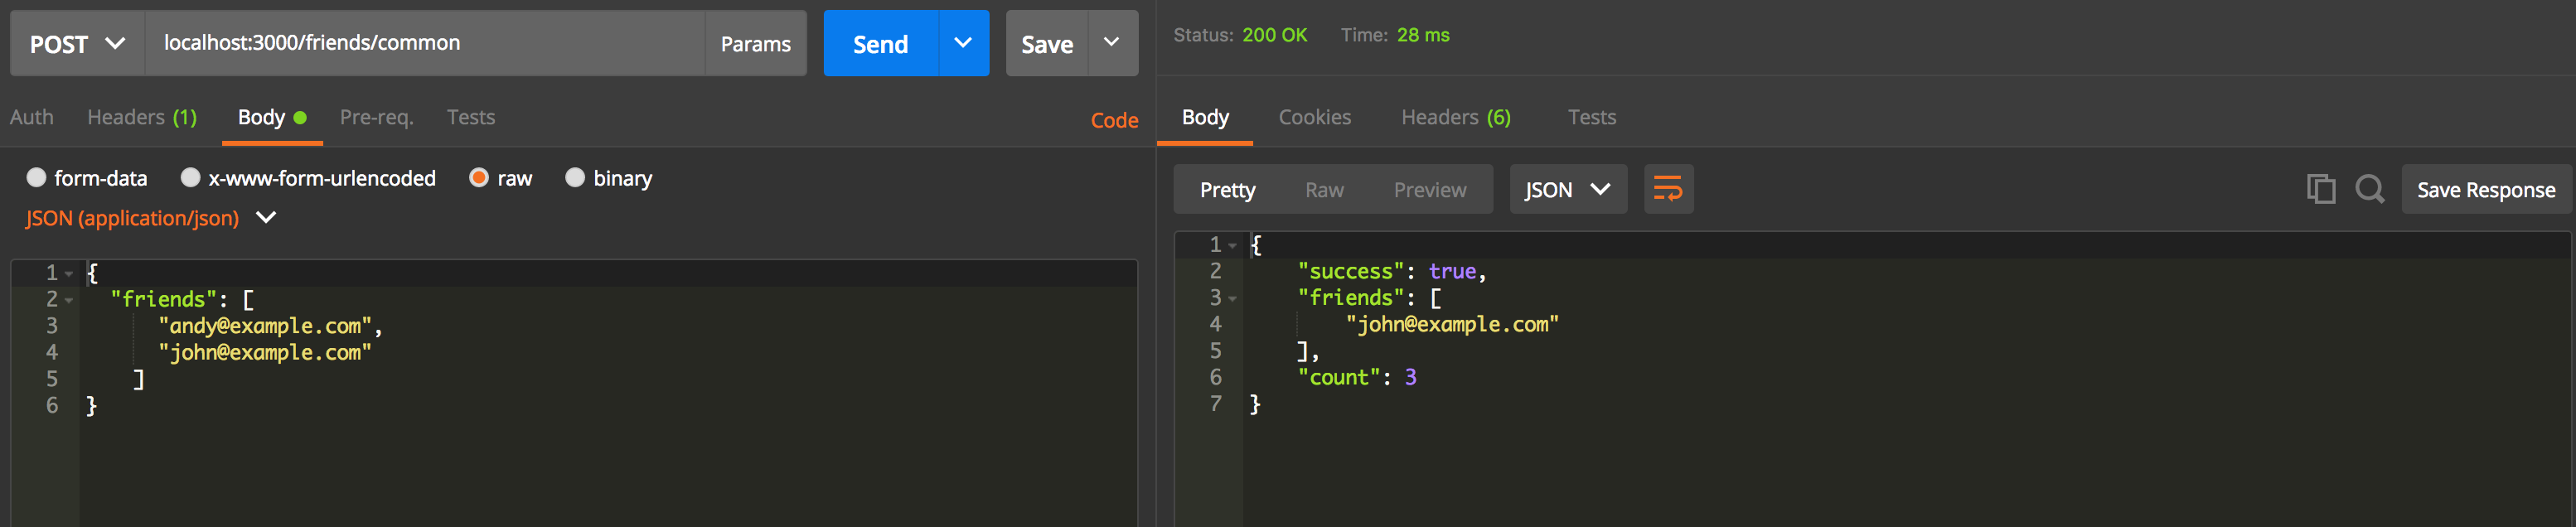 POST localhost:3000/friends/common Params Send Save
Auth Headers (1) Body Pre-req. Tests Code
form-data x-www-form-urlencoded raw binary
JSON (application/json)
1 {
2 "friends": [
3 "andy@example.com",
4 "john@example.com"
5 ]
6 }
Status: 200 OK Time: 28 ms
Body Cookies Headers (6) Tests
Pretty Raw Preview JSON Save Response
1 {
2 "success": true,
3 "friends": [
4 "john@example.com"
5 ],
6 "count": 3
7 }